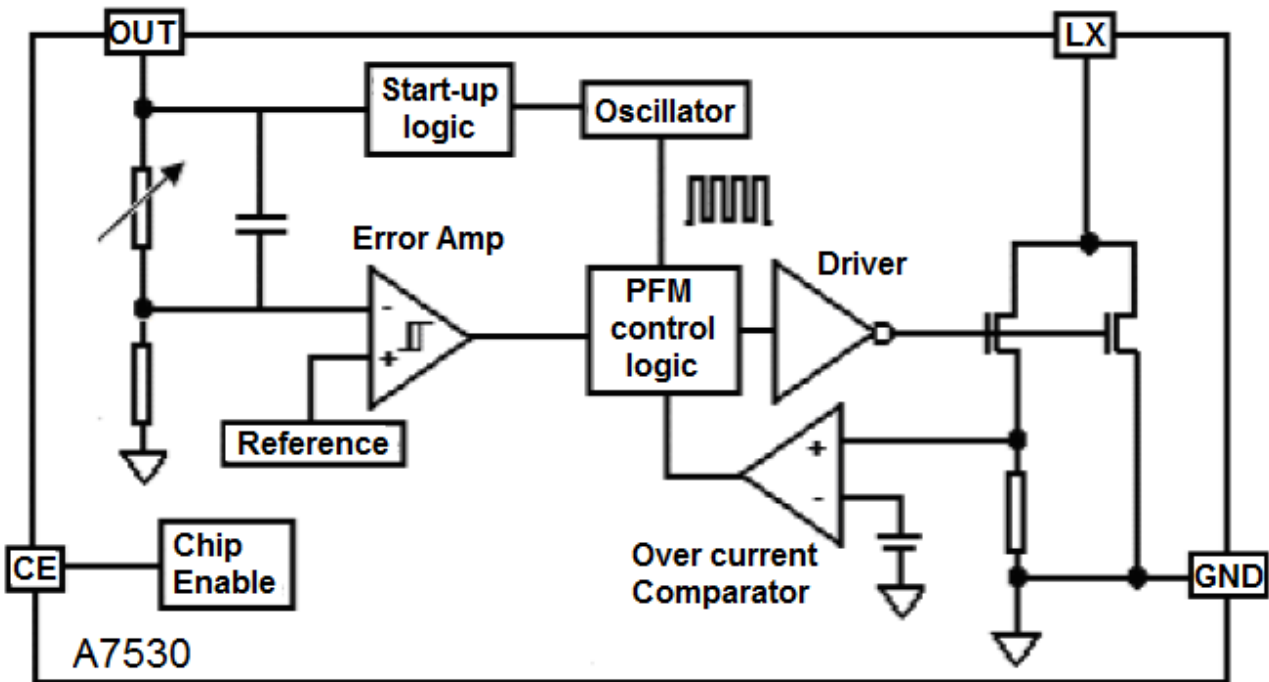 OUT
LX
Start-up
logic
Oscillator
Error Amp
Driver
PFM
control
logic
-
+
Reference
+
-
CE
Chip
Enable
Over current
Comparator
GND
A7530